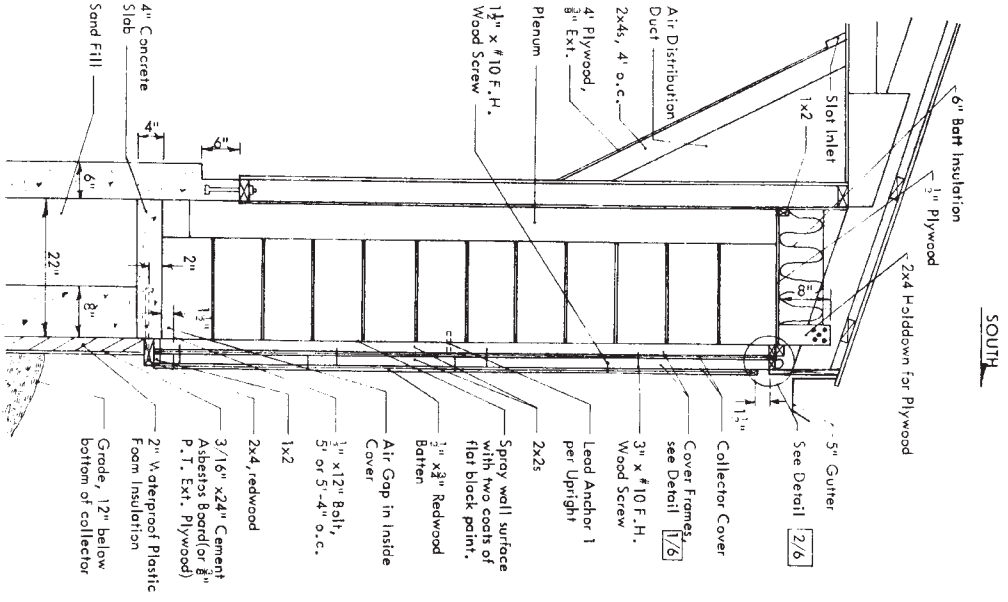 SOUTH
6" Batt Insulation
1/2" Plywood
2x4 Holddown for Plywood
5" Gutter
See Detail 2/6
Slot Inlet
1x2
Air Distribution
Duct
2x4s, 4' o.c.
4' Plywood,
3/8" Ext.
Plenum
1 1/2" x #10 F.H.
Wood Screw
4" Concrete
Slab
Sand Fill
8"
1 1/2"
6"
4"
6"
2"
1 1/2"
22"
8"
Collector Cover
Cover Frames,
see Detail 1/6
3" x #10 F.H.
Wood Screw
Lead Anchor 1
per Upright
2x2s
Spray wall surface
with two coats of
flat black paint.
1/2" x 3/4" Redwood
Batten
Air Gap in Inside
Cover
x12" Bolt,
5' or 5'-4" o.c.
1x2
2x4, redwood
3/16" x24" Cement
Asbestos Board(or 3/8"
P.T. Ext. Plywood)
2" Waterproof Plastic
Foam Insulation
Grade, 12" below
bottom of collector